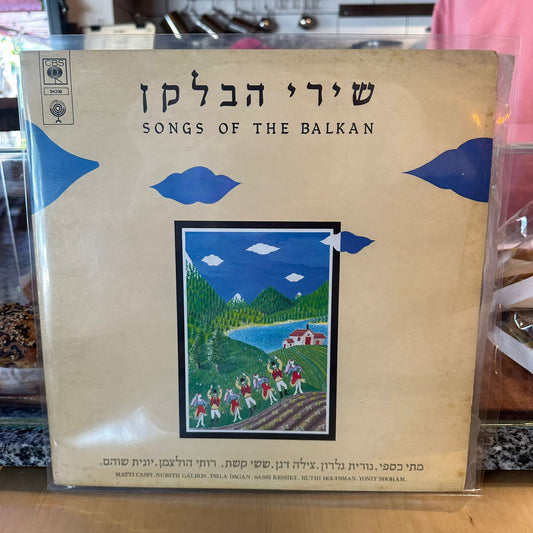 CBS
84208
שירי הבלקן
SONGS OF THE BALKAN
מתי כספי. נורית גלרון. צילה דגן. ששי קשת. רותי הולצמן. יונית שוהם.
MATTI CASPI. NURITH GALRON. TSILA DAGAN. SASSI KESHET. RUTHI HOLTSMAN. YONIT SHOHAM.